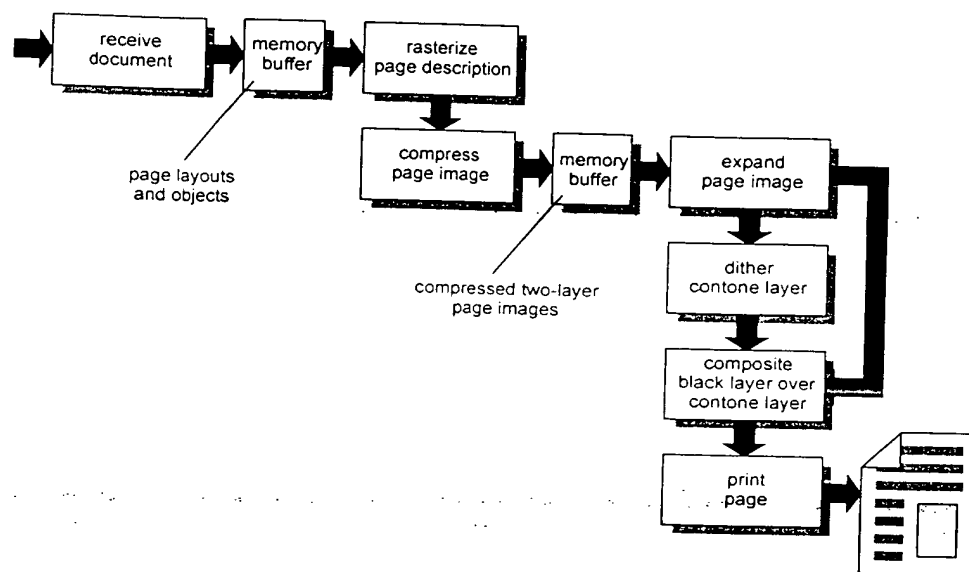 receive
document
memory
buffer
rasterize
page description
page layouts
and objects
compress
page image
memory
buffer
expand
page image
compressed two-layer
page images
dither
contone layer
composite
black layer over
contone layer
print
page